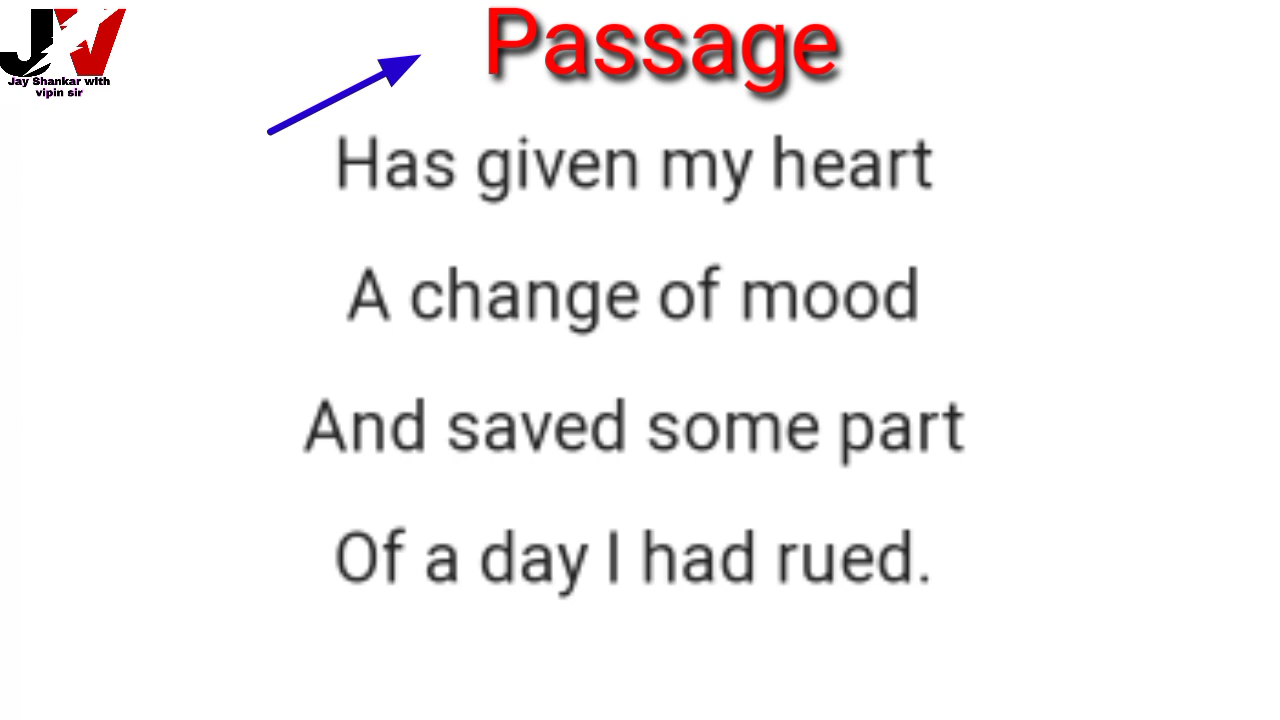 JV
Jay Shankar with
vipin sir
Passage
Has given my heart
A change of mood
And saved some part
Of a day I had rued.